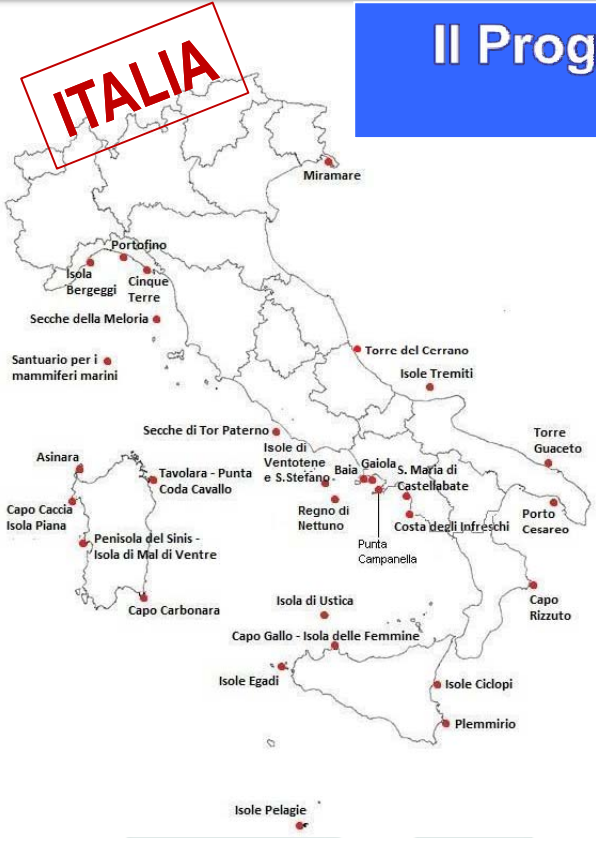 ITALIA
Il Prog
Miramare
Portofino
Isola
Bergeggi
Cinque
Terre
Secche della Meloria
Santuario per i
mammiferi marini
Torre del Cerrano
Isole Tremiti
Secche di Tor Paterno
Isole di
Ventotene
e S.Stefano
Baia
Gaiola
S. Maria di
Castellabate
Torre
Guaceto
Asinara
Tavolara - Punta
Coda Cavallo
Capo Caccia
Isola Piana
Regno di
Nettuno
Costa degli Infreschi
Porto
Cesareo
Penisola del Sinis -
Isola di Mal di Ventre
Punta
Campanella
Capo Carbonara
Isola di Ustica
Capo
Rizzuto
Capo Gallo - Isola delle Femmine
Isole Egadi
Isole Ciclopi
Plemmirio
Isole Pelagie